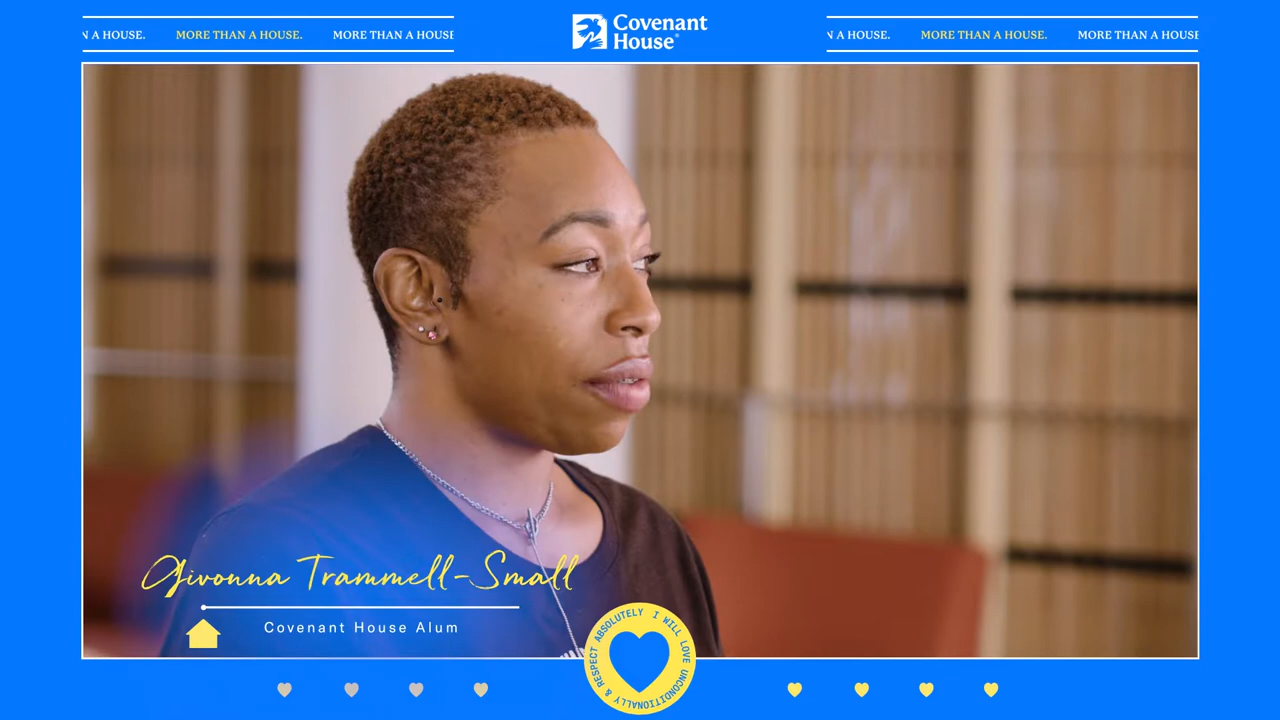 N A HOUSE. MORE THAN A HOUSE. MORE THAN A HOUSE
Covenant
House®
N A HOUSE. MORE THAN A HOUSE. MORE THAN A HOUSE
Givonna Trammell-Small
Covenant House Alum
I WILL LOVE UNCONDITIONALLY & RESPECT ABSOLUTELY